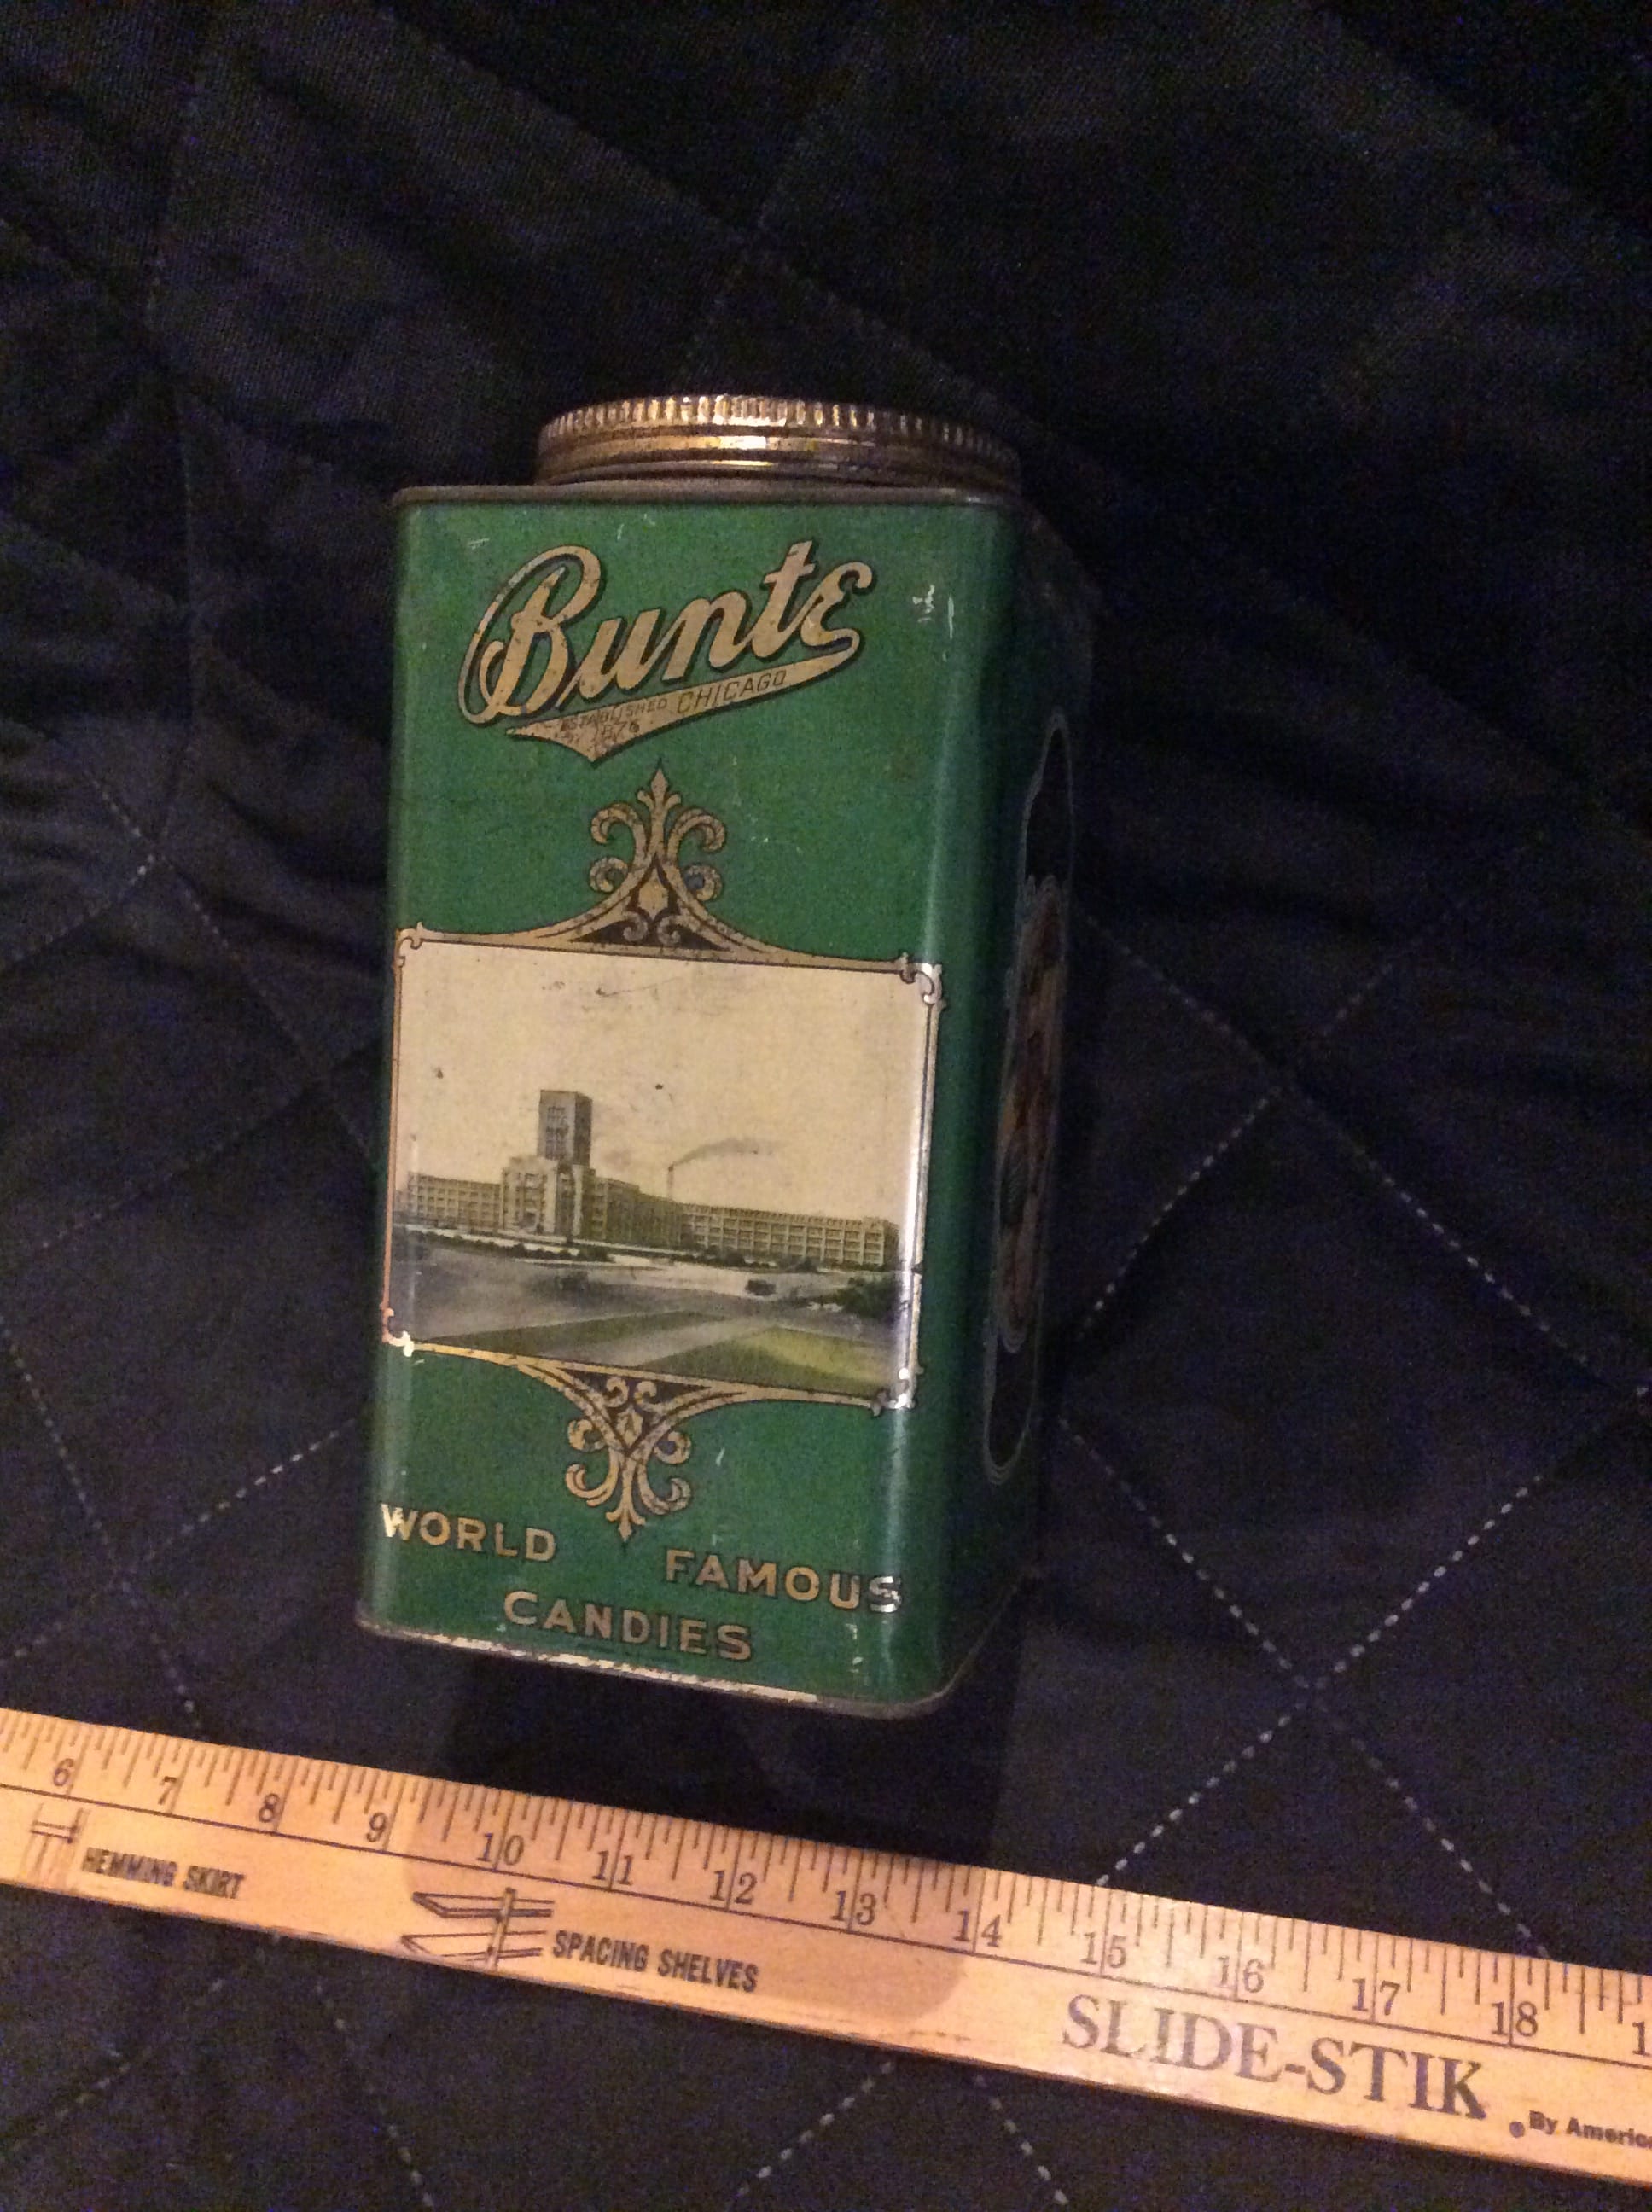 Bunte
ESTABLISHED CHICAGO
1876
WORLD FAMOUS
CANDIES
6 7 8 9 10 11 12 13 14 15 16 17 18
HEMMING SKIRT
SPACING SHELVES
SLIDE-STIK
By